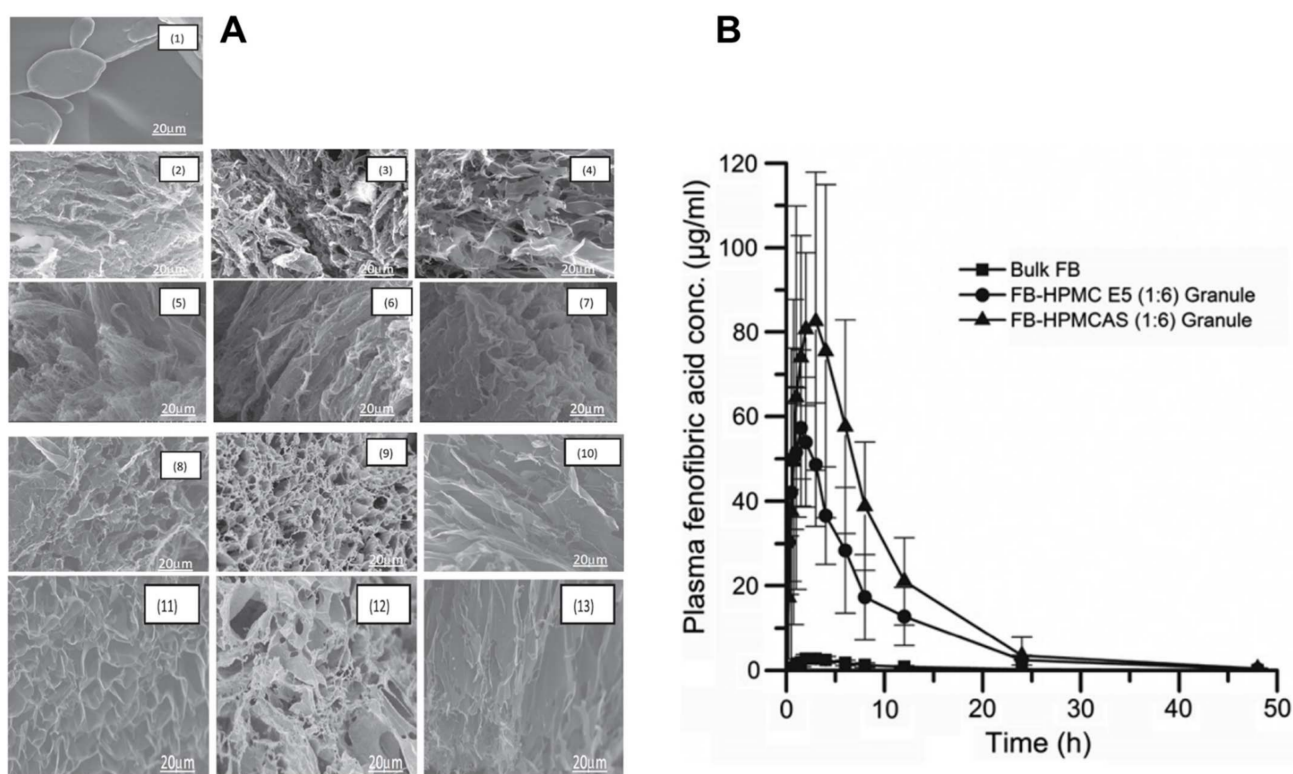 A
(1)
20µm
(2)
20µm
(3)
20µm
(4)
20µm
(5)
20µm
(6)
20µm
(7)
20µm
(8)
20µm
(9)
20µm
(10)
20µm
(11)
20µm
(12)
20µm
(13)
20µm
B
Plasma fenofibric acid conc. (µg/ml)
120
100
80
60
40
20
0
Bulk FB
FB-HPMC E5 (1:6) Granule
FB-HPMCAS (1:6) Granule
0 10 20 30 40 50
Time (h)